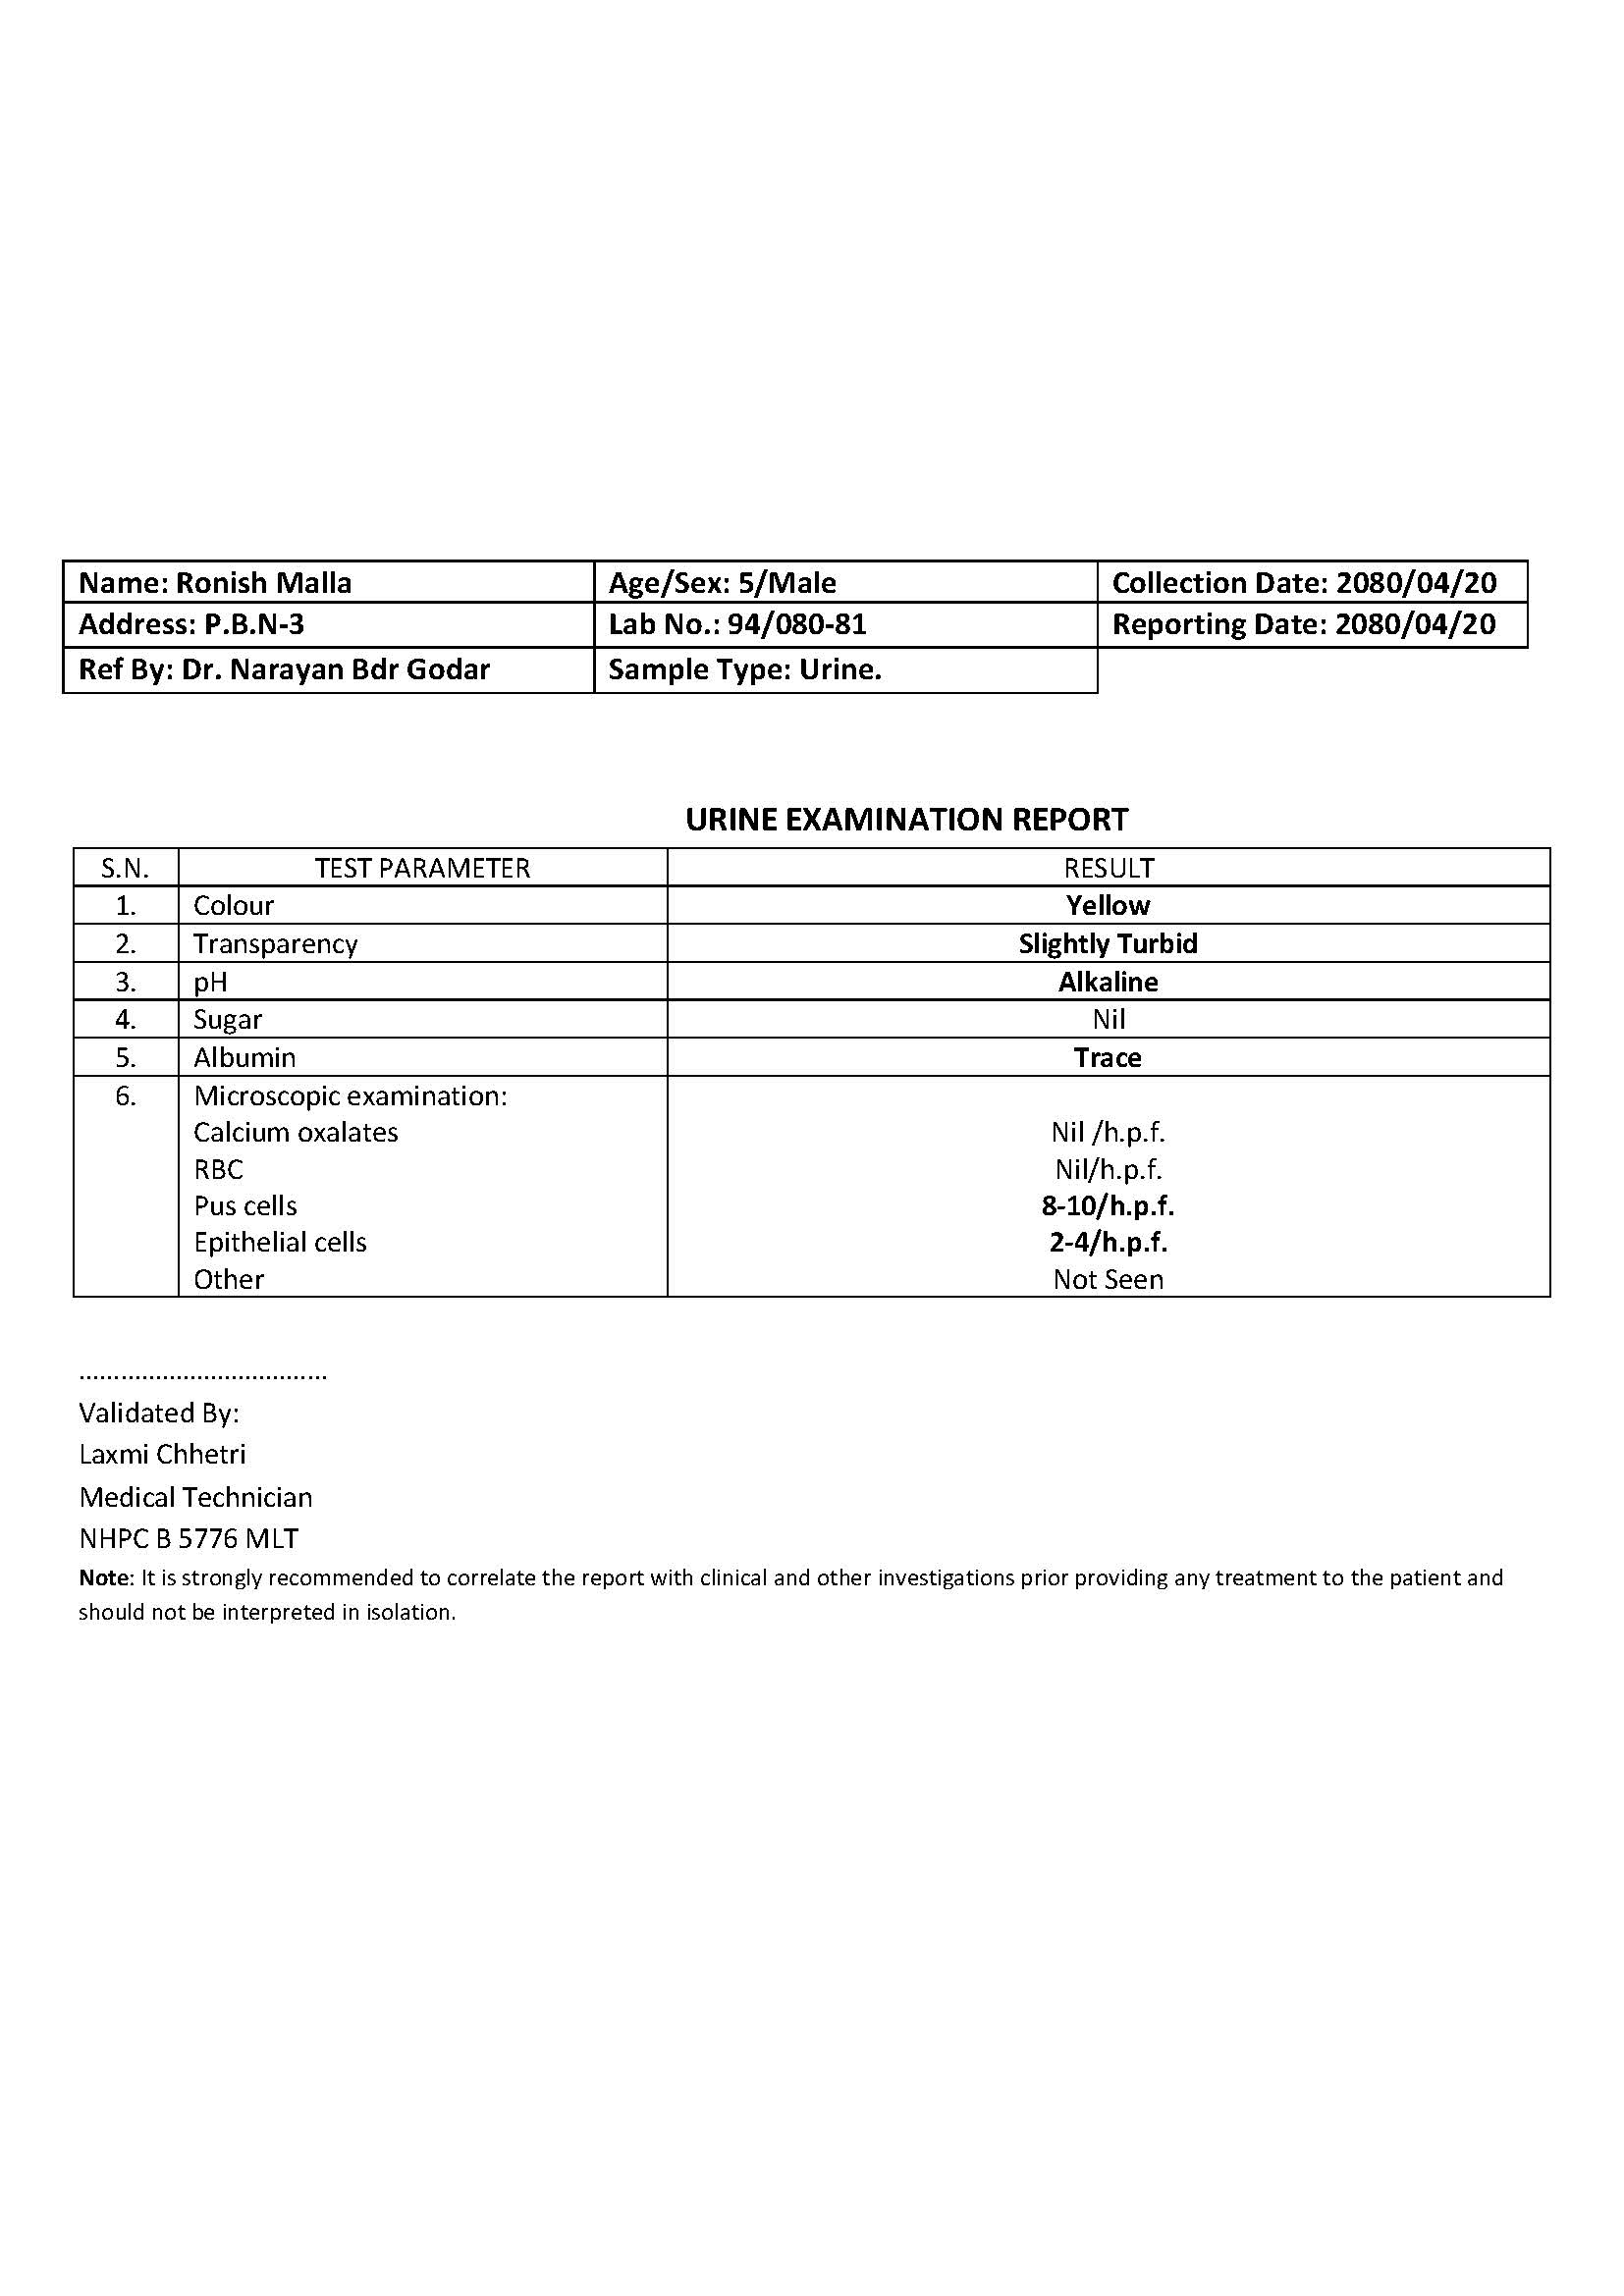 Name: Ronish Malla Age/Sex: 5/Male Collection Date: 2080/04/20
Address: P.B.N-3 Lab No.: 94/080-81 Reporting Date: 2080/04/20
Ref By: Dr. Narayan Bdr Godar Sample Type: Urine.
URINE EXAMINATION REPORT
S.N. TEST PARAMETER RESULT
1. Colour Yellow
2. Transparency Slightly Turbid
3. pH Alkaline
4. Sugar Nil
5. Albumin Trace
6. Microscopic examination:
Calcium oxalates Nil /h.p.f.
RBC Nil/h.p.f.
Pus cells 8-10/h.p.f.
Epithelial cells 2-4/h.p.f.
Other Not Seen
....................................
Validated By:
Laxmi Chhetri
Medical Technician
NHPC B 5776 MLT
Note: It is strongly recommended to correlate the report with clinical and other investigations prior providing any treatment to the patient and
should not be interpreted in isolation.